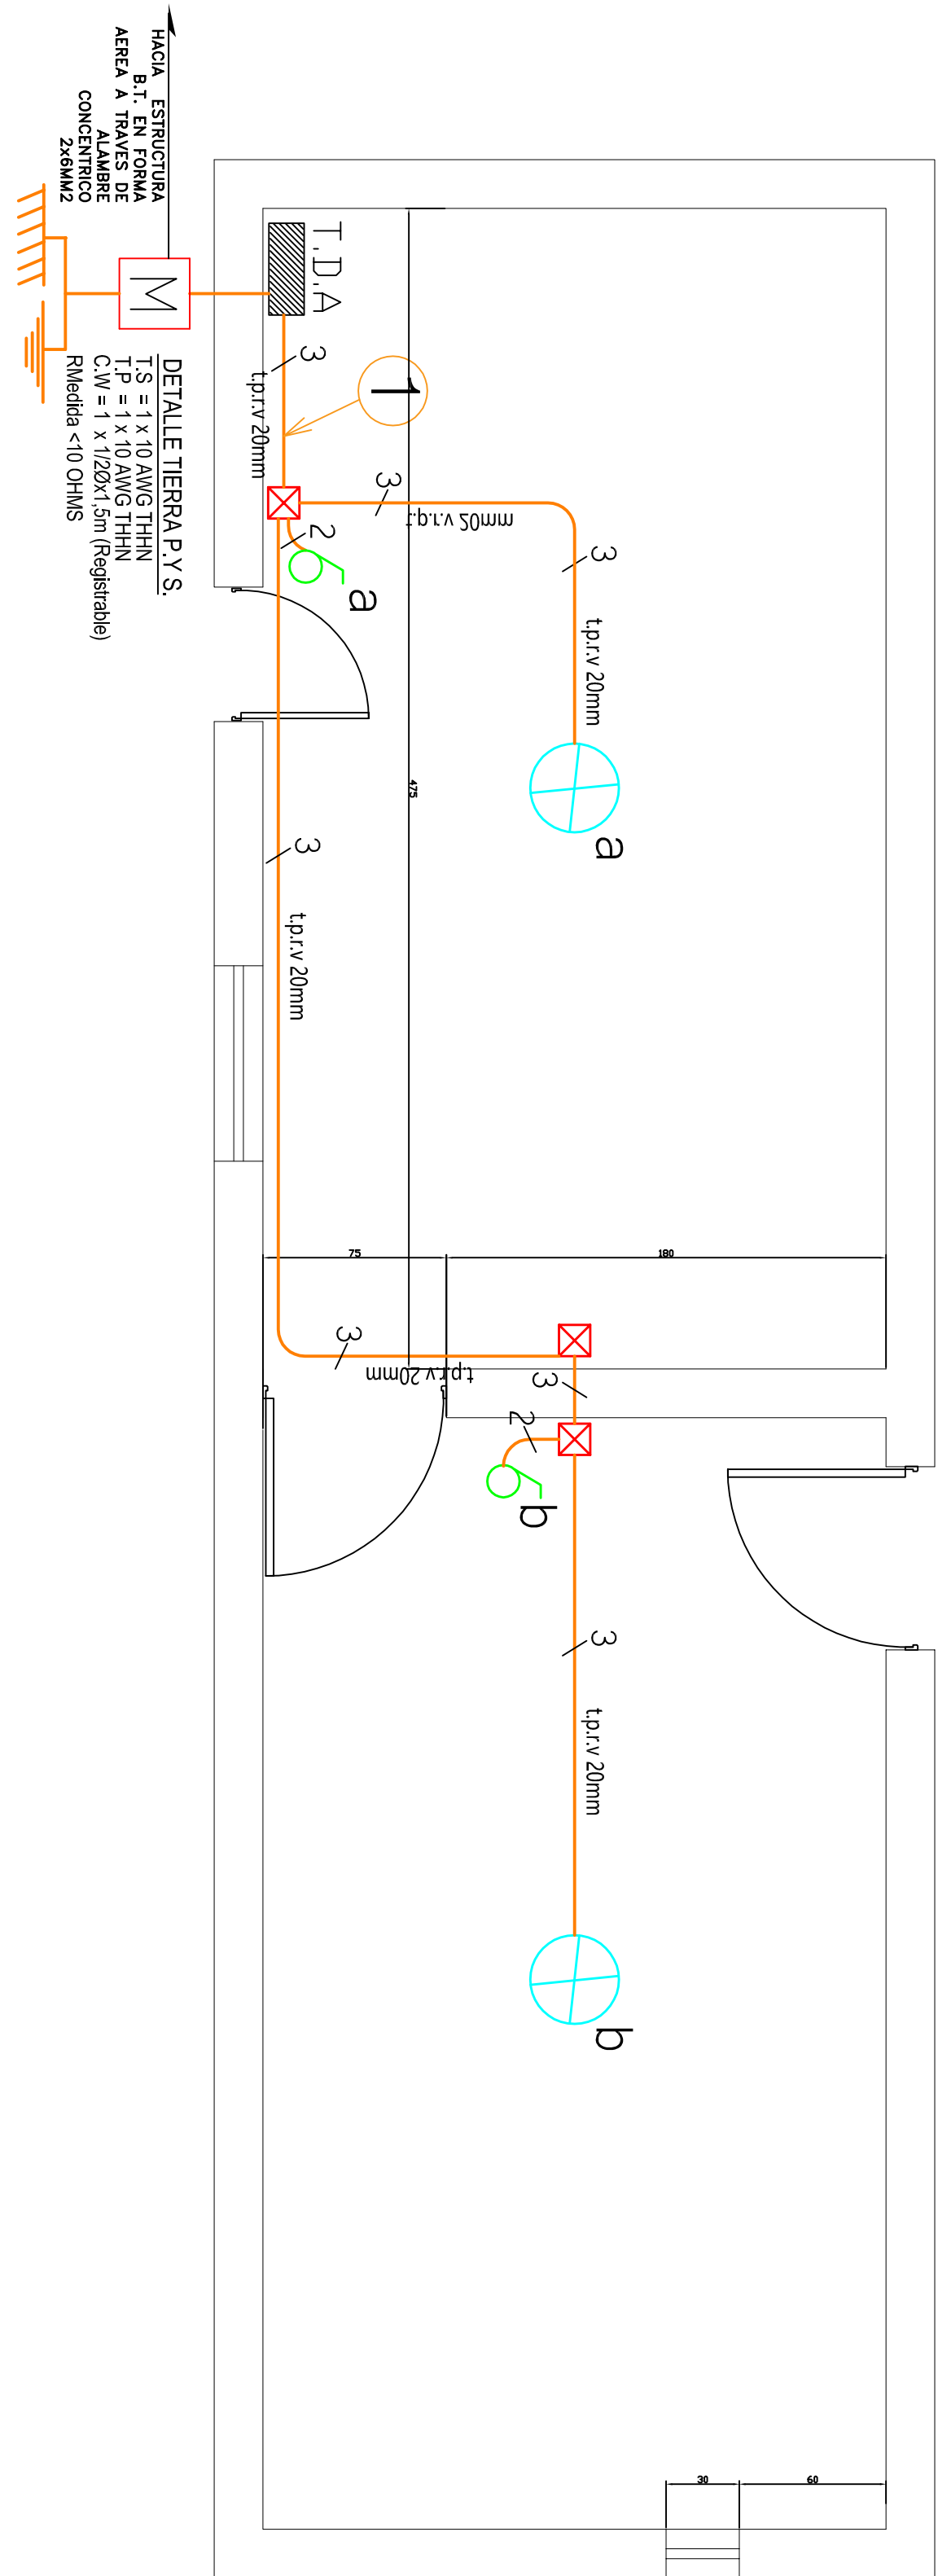 HACIA ESTRUCTURA
B.T. EN FORMA
AEREA A TRAVES DE
ALAMBRE
CONCENTRICO
2x6MM2
M
T.D.A
DETALLE TIERRA P. Y S.
T.S = 1 x 10 AWG THHN
T.P = 1 x 10 AWG THHN
C.W = 1 x 1/2Øx1,5m (Registrable)
RMedida <10 OHMS
1
3
t.p.r.v 20mm
3
t.p.r.v 20mm
2
a
3
t.p.r.v 20mm
a
475
3
t.p.r.v 20mm
75
180
3
t.p.r.v 20mm
3
2
b
3
t.p.r.v 20mm
b
30
60